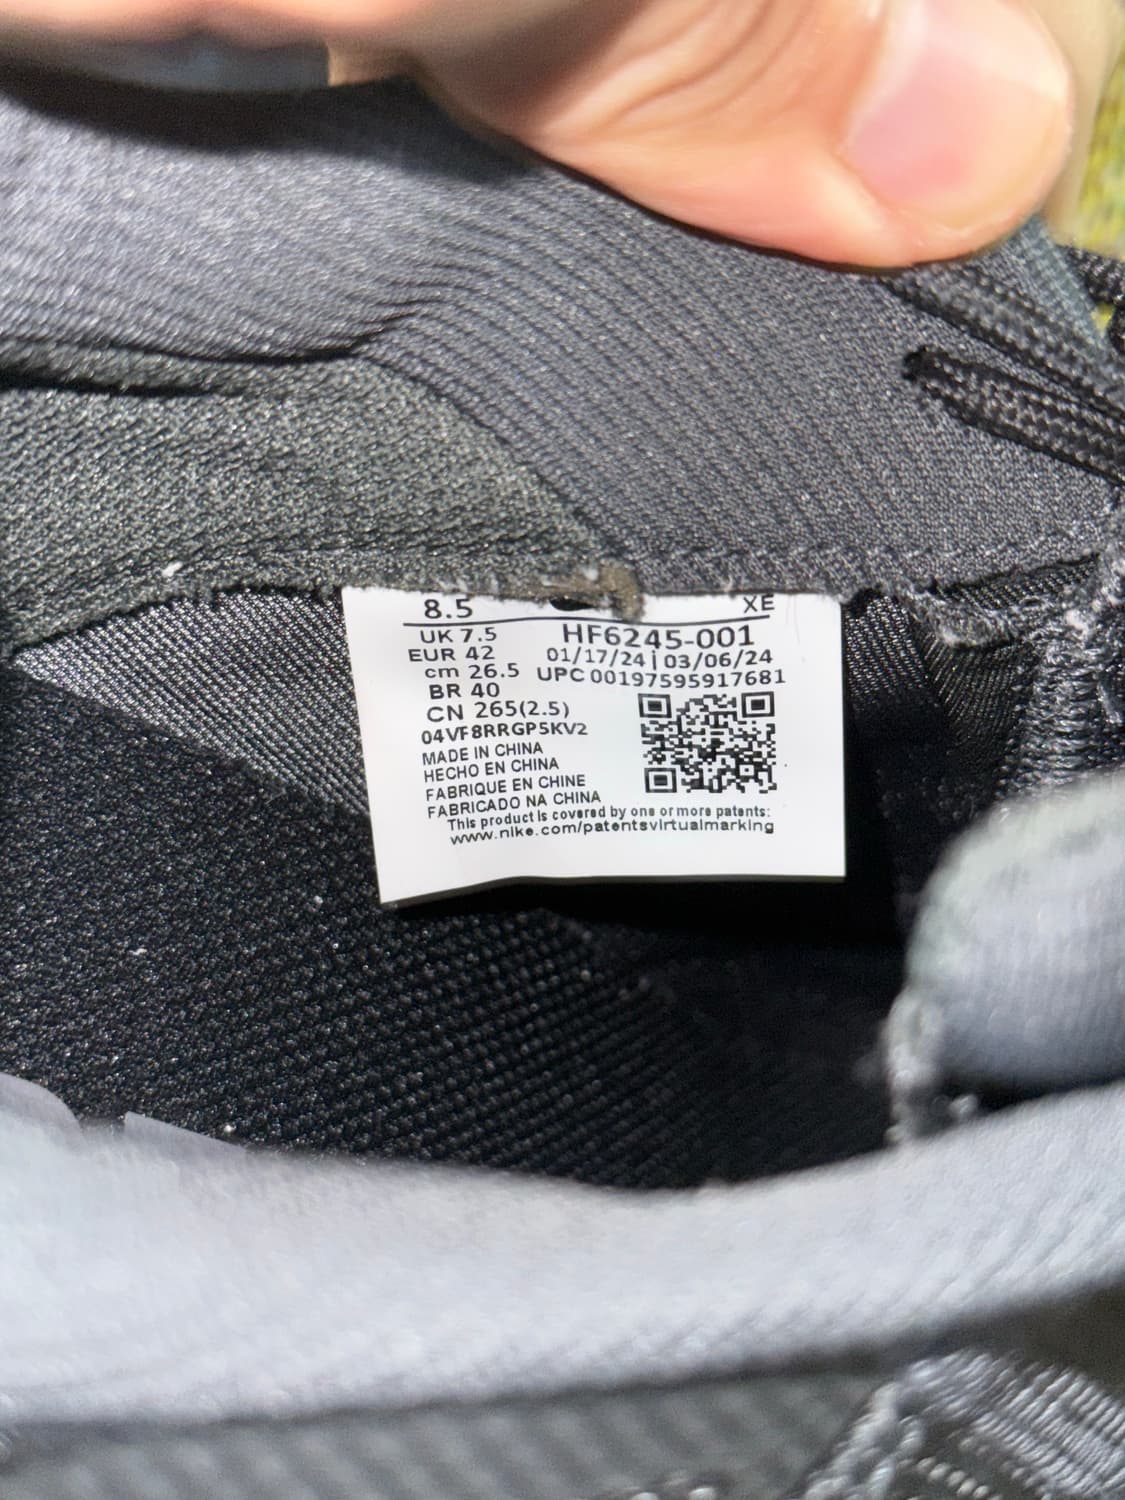 8.5 XE
UK 7.5 HF6245-001
EUR 42 01/17/24 | 03/06/24
cm 26.5 UPC 00197595917681
BR 40
CN 265(2.5)
04VF8RRGP5KV2
MADE IN CHINA
HECHO EN CHINA
FABRIQUE EN CHINE
FABRICADO NA CHINA
This product is covered by one or more patents:
www.nike.com/patentsvirtualmarking